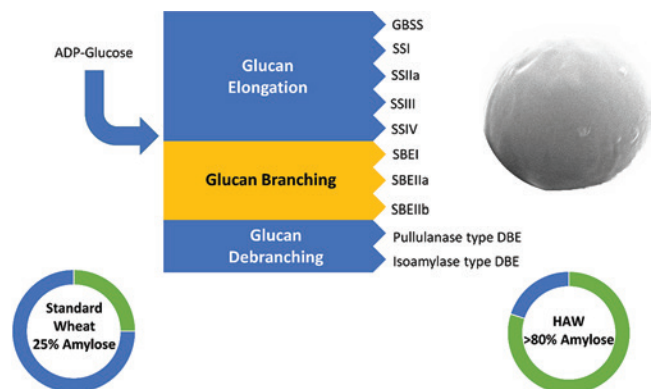 ADP-Glucose
Glucan
Elongation
GBSS
SSI
SSIIa
SSIII
SSIV
Glucan Branching
SBEI
SBEIIa
SBEIIb
Glucan
Debranching
Pullulanase type DBE
Isoamylase type DBE
Standard
Wheat
25% Amylose
HAW
>80% Amylose